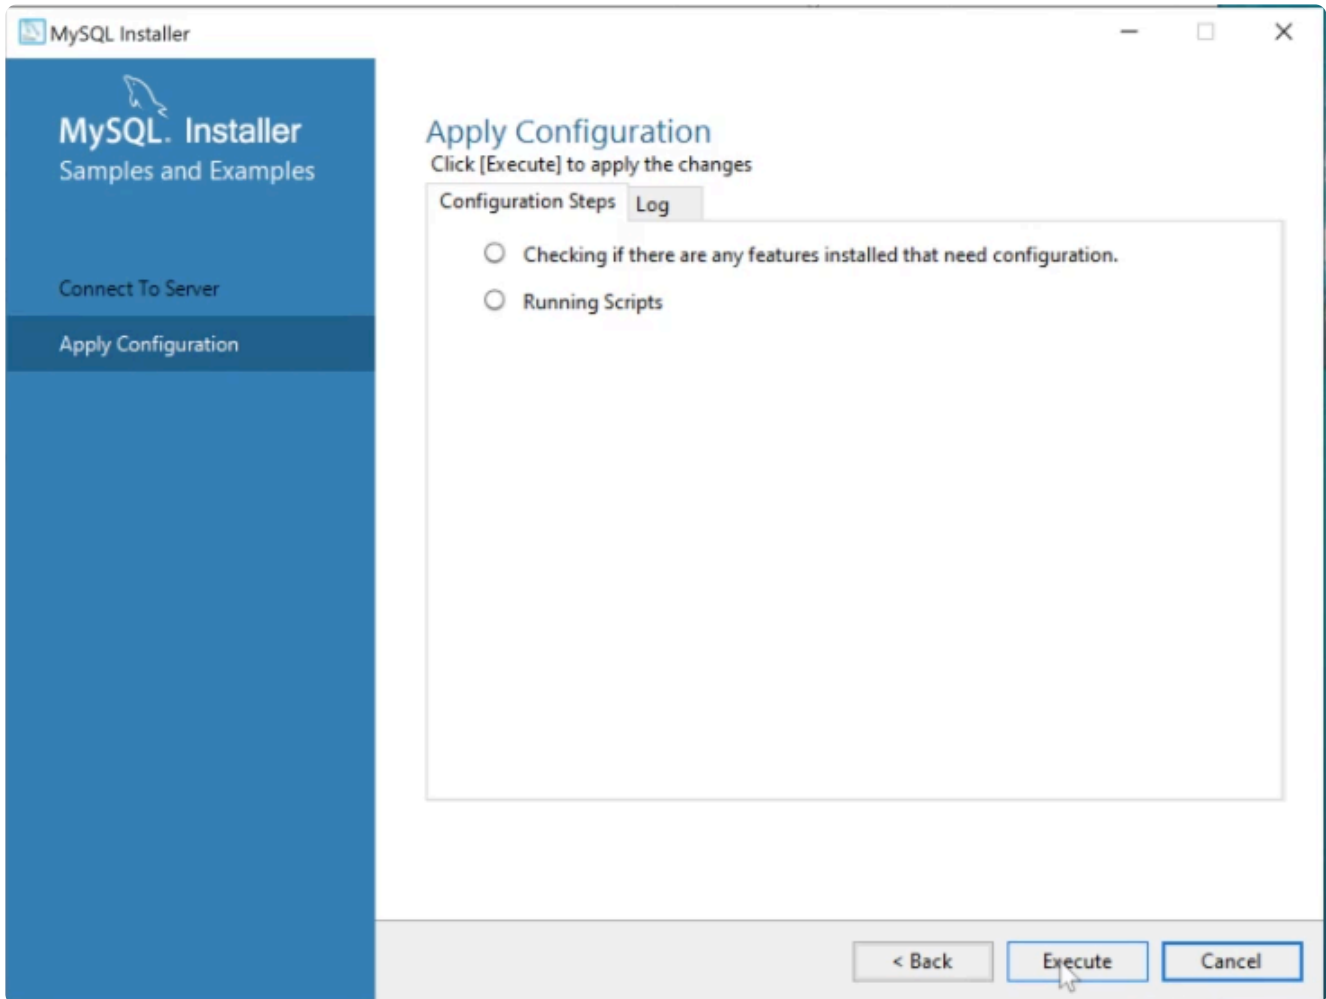 MySQL Installer
MySQL. Installer
Samples and Examples
Connect To Server
Apply Configuration
Apply Configuration
Click [Execute] to apply the changes
Configuration Steps
Log
Checking if there are any features installed that need configuration.
Running Scripts
< Back
Execute
Cancel